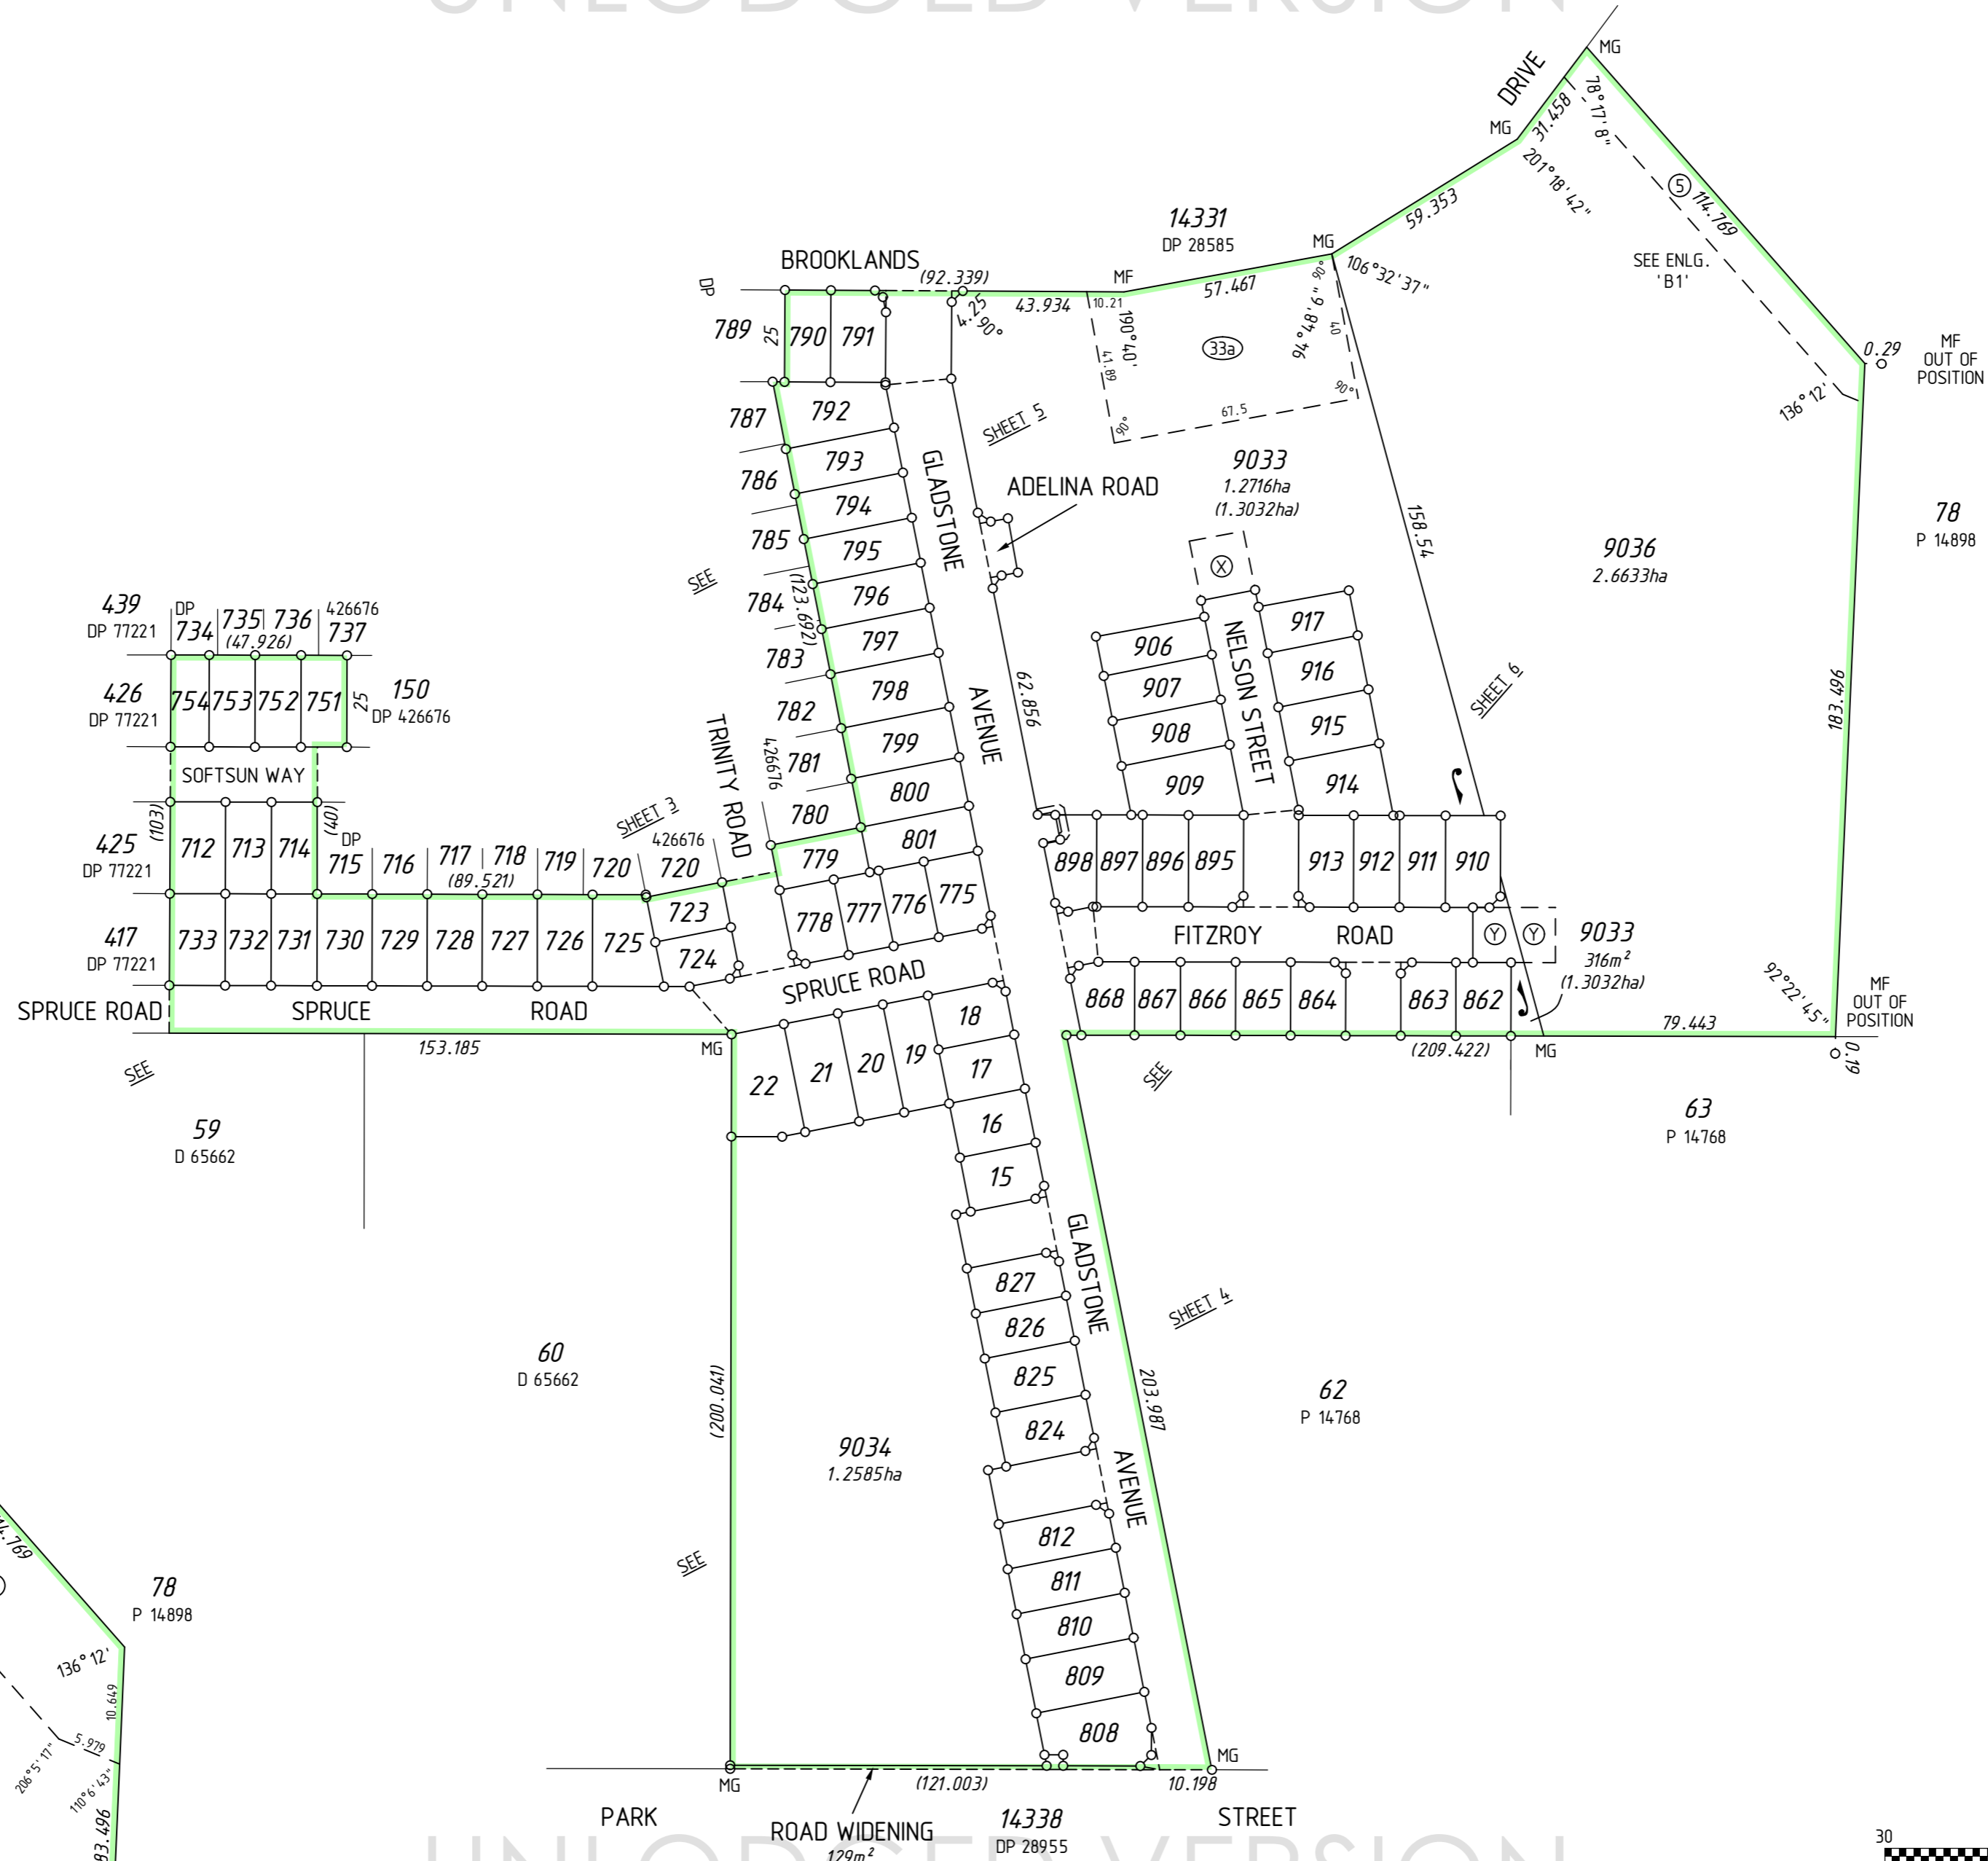 UNLODGED VERSION
MG
DRIVE
31.458
78°17'8"
MG
201°18'42"
5
114.769
59.353
SEE ENLG.
'B1'
14331
DP 28585
MG
106°32'37"
BROOKLANDS
(92.339)
MF
57.467
90°
DP
43.934
10.21
4.25
90°
190°40'
94°48'6"
40
33a
0.29
MF
OUT OF
POSITION
136°12'
789
25
790
791
41.89
90°
67.5
90°
787
792
SHEET 5
793
GLADSTONE
9033
1.2716ha
(1.3032ha)
786
ADELINA ROAD
794
785
795
158.54
78
P 14898
9036
2.6633ha
SEE
X
784
(123.692)
796
439
DP 77221
DP
734
735
736
426676
737
(47.926)
917
906
NELSON STREET
797
783
916
SHEET 6
426
DP 77221
754
753
752
751
25
150
DP 426676
907
798
62.856
183.496
782
TRINITY ROAD
AVENUE
908
915
799
426676
781
SOFTSUN WAY
909
914
800
780
(103)
(40)
SHEET 3
DP
426676
801
425
DP 77221
712
713
714
715
716
717
718
719
720
720
(89.521)
779
898
897
896
895
913
912
911
910
723
775
776
777
778
417
DP 77221
733
732
731
730
729
728
727
726
725
724
FITZROY
ROAD
Y
Y
9033
316m²
(1.3032ha)
SPRUCE ROAD
SPRUCE ROAD
SPRUCE
ROAD
868
867
866
865
864
863
862
92°22'45"
MF
OUT OF
POSITION
18
79.443
153.185
MG
(209.422)
MG
0.19
SEE
22
21
20
19
17
SEE
59
D 65662
16
63
P 14768
15
GLADSTONE
827
SHEET 4
826
60
D 65662
825
(200.041)
203.987
62
P 14768
824
9034
1.2585ha
AVENUE
14.769
812
SEE
811
78
P 14898
810
136°12'
809
10.649
808
5.979
206°5'17"
110°6'43"
MG
MG
(121.003)
10.198
83.496
PARK
14338
DP 28955
STREET
ROAD WIDENING
129m²
30
UNLODGED VERSION